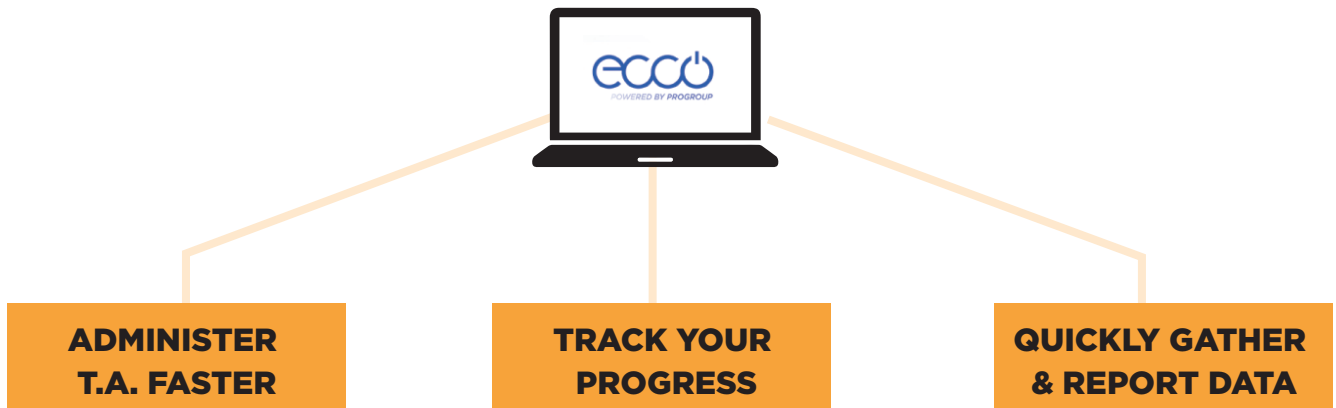 ecco
POWERED BY PROGROUP
ADMINISTER
T.A. FASTER
TRACK YOUR
PROGRESS
QUICKLY GATHER
& REPORT DATA